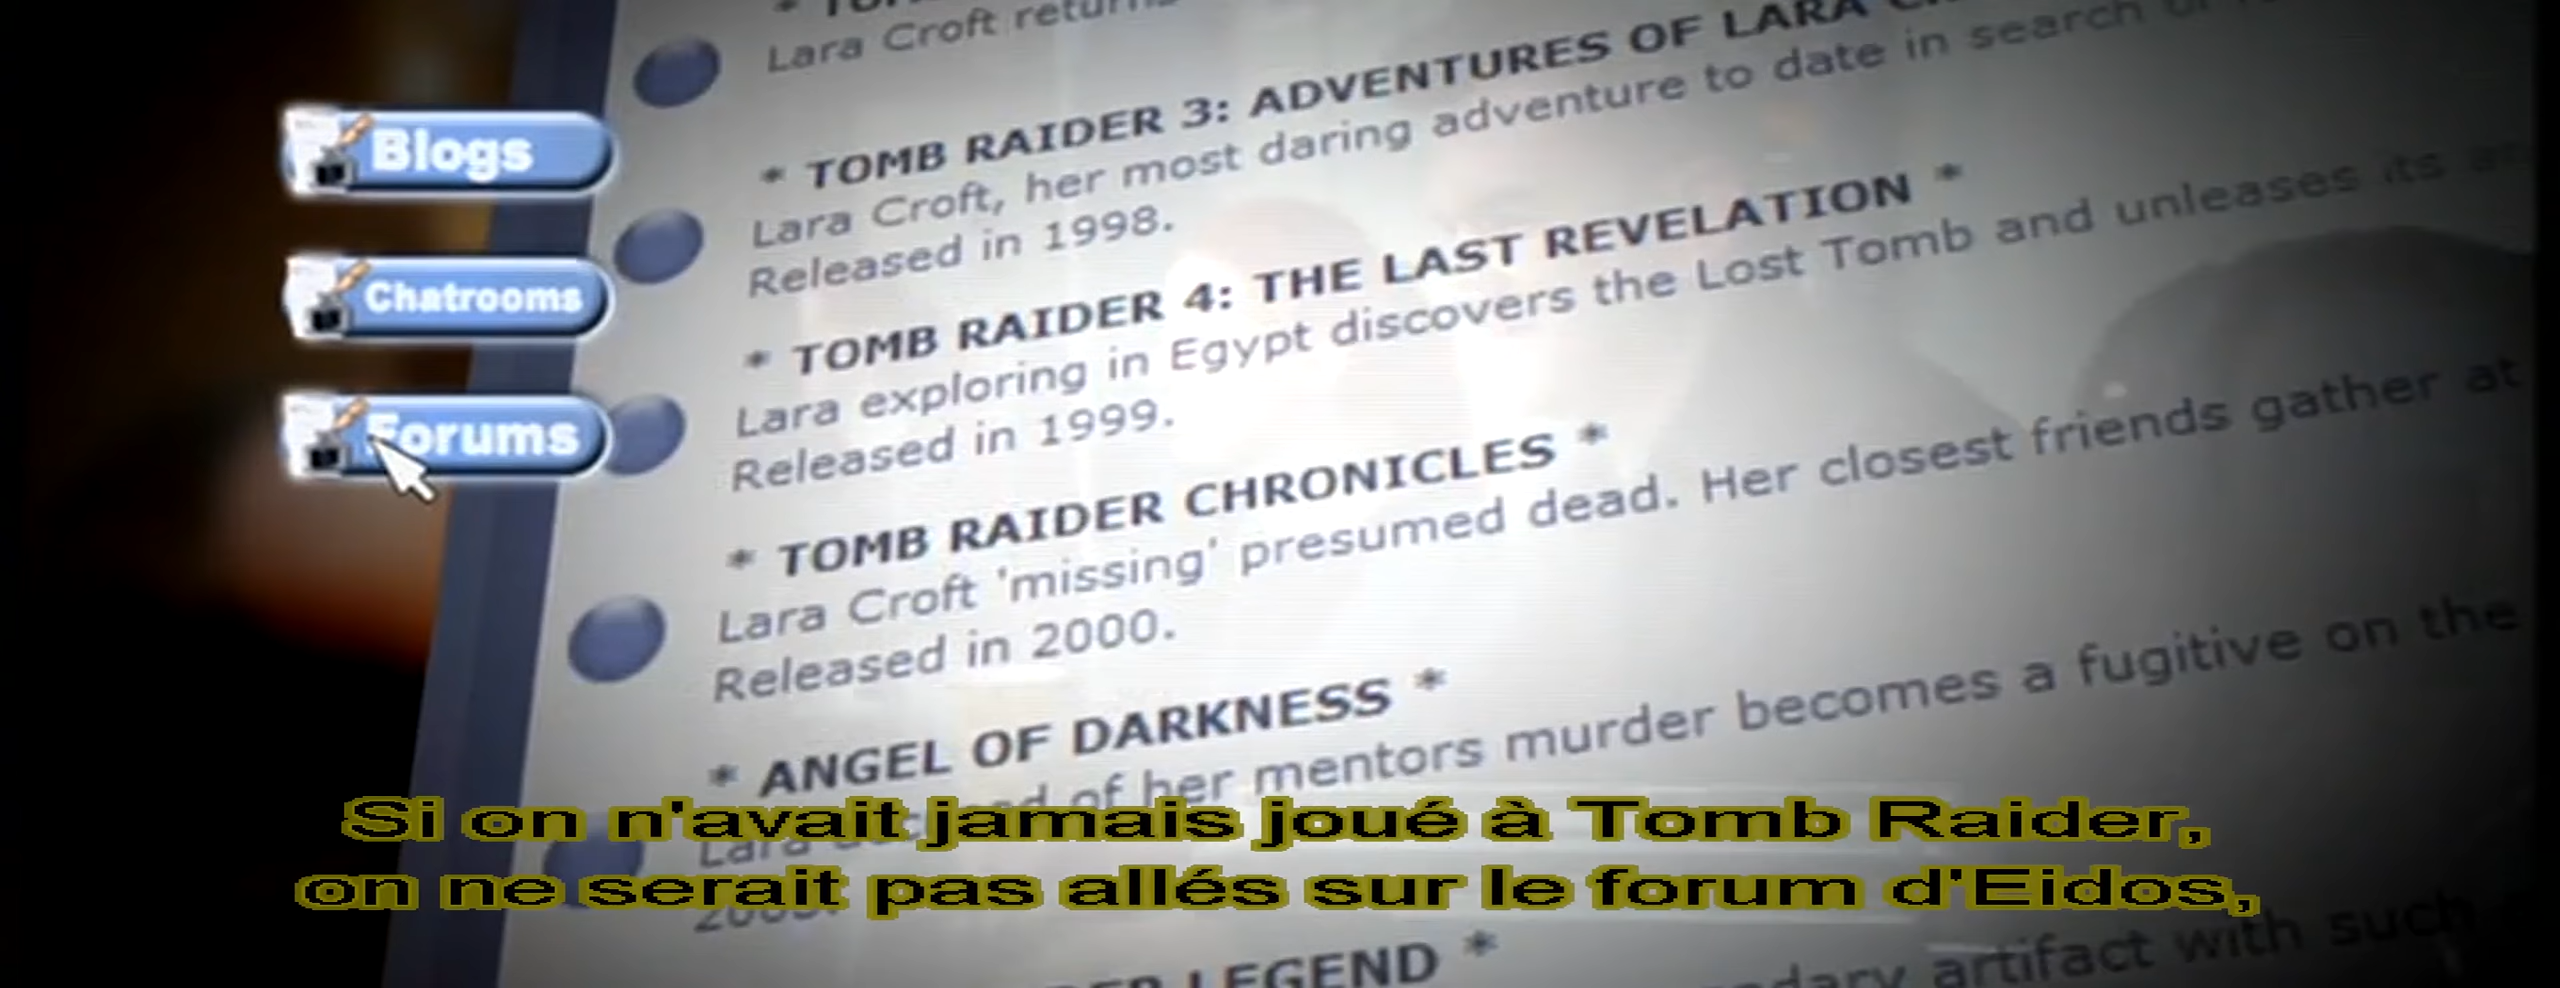 Lara Croft
* TOMB RAIDER 3: ADVENTURES OF LARA
Lara Croft, her most daring adventure to date in search
Released in 1998.
* TOMB RAIDER 4: THE LAST REVELATION *
Lara exploring in Egypt discovers the Lost Tomb and unleases its
Released in 1999.
* TOMB RAIDER CHRONICLES *
Lara Croft 'missing' presumed dead. Her closest friends gather at
Released in 2000.
* ANGEL OF DARKNESS *
of her mentors murder becomes a fugitive on the
LEGEND *
artifact with such
Blogs
Chatrooms
Forums
Si on n'avait jamais joué à Tomb Raider,
on ne serait pas allés sur le forum d'Eidos,